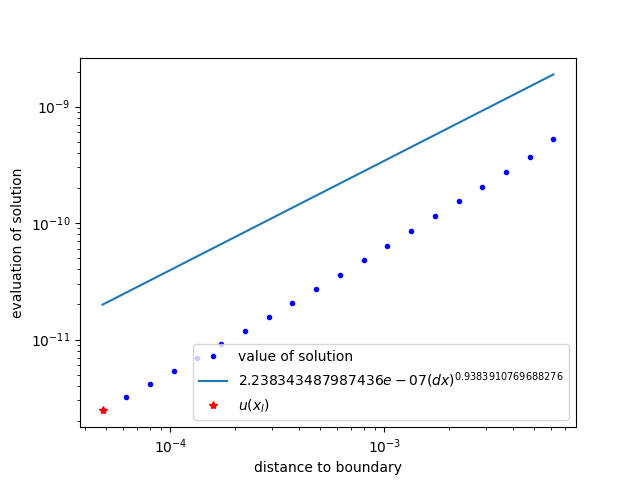 10⁻⁹
10⁻¹⁰
10⁻¹¹
evaluation of solution
value of solution
2.238343487987436e − 07(dx)^0.9383910769688276
u(x_l)
10⁻⁴
10⁻³
distance to boundary